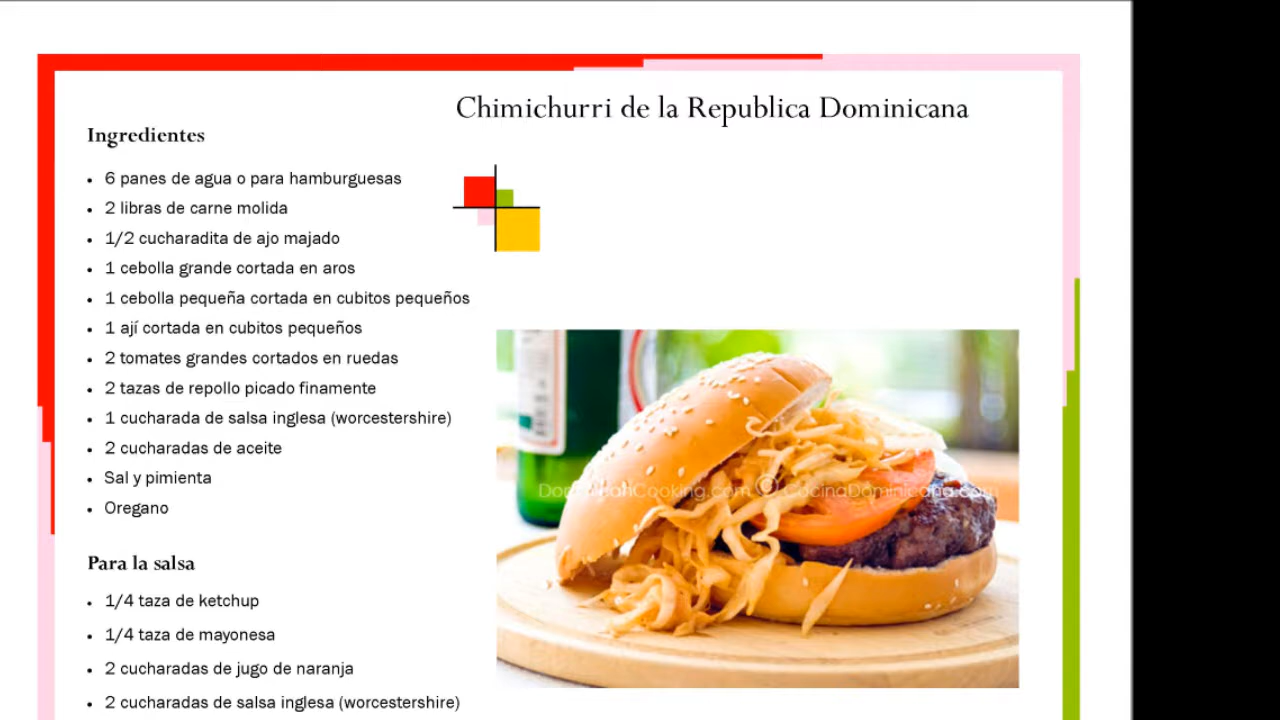 Chimichurri de la Republica Dominicana
Ingredientes
• 6 panes de agua o para hamburguesas
• 2 libras de carne molida
• 1/2 cucharadita de ajo majado
• 1 cebolla grande cortada en aros
• 1 cebolla pequeña cortada en cubitos pequeños
• 1 ají cortada en cubitos pequeños
• 2 tomates grandes cortados en ruedas
• 2 tazas de repollo picado finamente
• 1 cucharada de salsa inglesa (worcestershire)
• 2 cucharadas de aceite
• Sal y pimienta
• Oregano
Para la salsa
• 1/4 taza de ketchup
• 1/4 taza de mayonesa
• 2 cucharadas de jugo de naranja
• 2 cucharadas de salsa inglesa (worcestershire)
DominicanCooking.com © CocinaDominicana.com